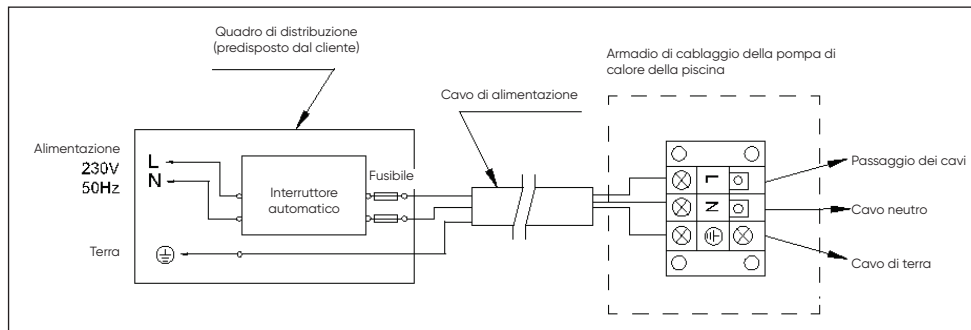 Quadro di distribuzione
(predisposto dal cliente)
Armadio di cablaggio della pompa di
calore della piscina
Cavo di alimentazione
Alimentazione
230V
50Hz
L
N
Interruttore
automatico
Fusibile
Terra
L
N
Passaggio dei cavi
Cavo neutro
Cavo di terra